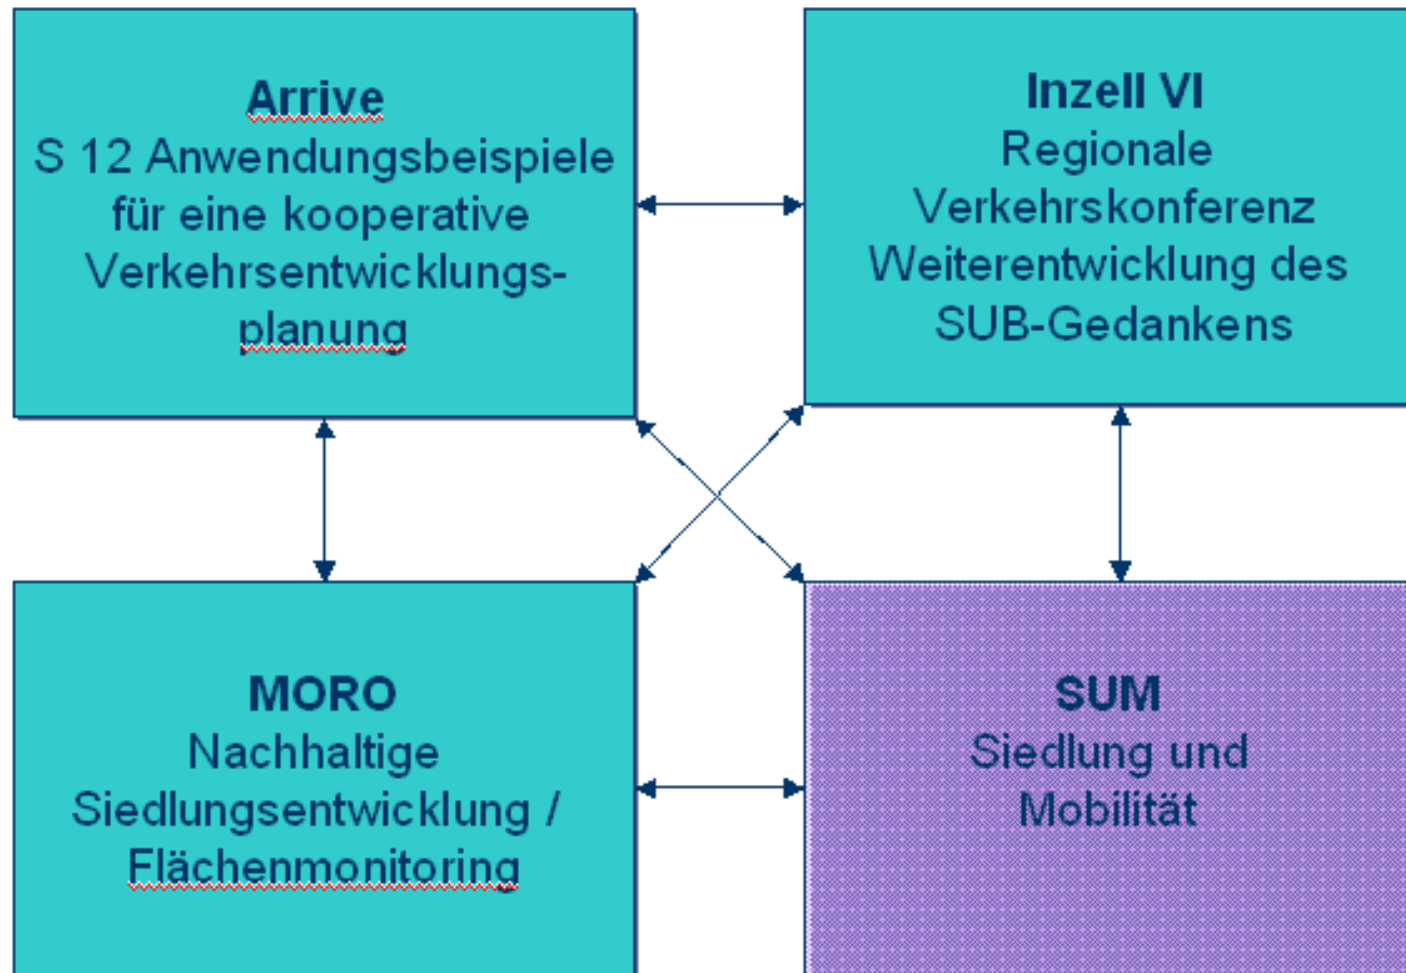 Arrive
S 12 Anwendungsbeispiele
für eine kooperative
Verkehrsentwicklungs-
planung
Inzell VI
Regionale
Verkehrskonferenz
Weiterentwicklung des
SUB-Gedankens
MORO
Nachhaltige
Siedlungsentwicklung /
Flächenmonitoring
SUM
Siedlung und
Mobilität